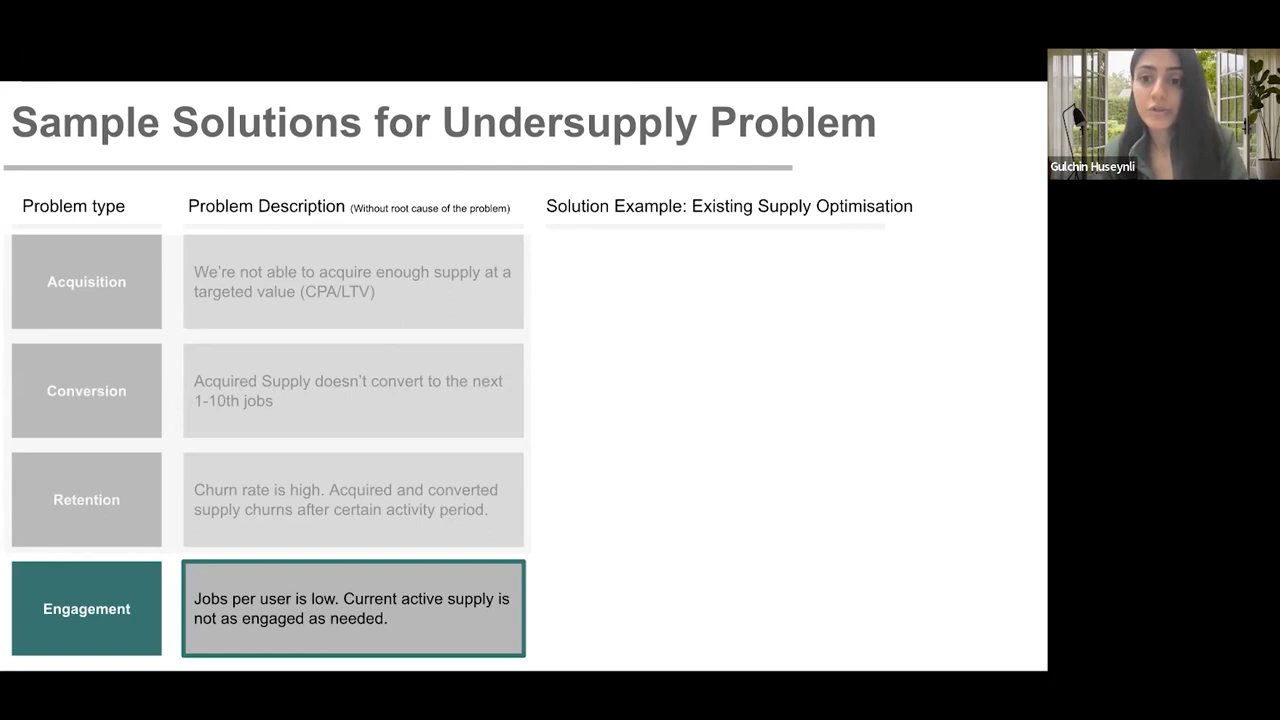 Sample Solutions for Undersupply Problem
Gulchin Huseynli
Problem type
Problem Description (Without root cause of the problem)
Solution Example: Existing Supply Optimisation
Acquisition
We're not able to acquire enough supply at a
targeted value (CPA/LTV)
Conversion
Acquired Supply doesn't convert to the next
1-10th jobs
Retention
Churn rate is high. Acquired and converted
supply churns after certain activity period.
Engagement
Jobs per user is low. Current active supply is
not as engaged as needed.